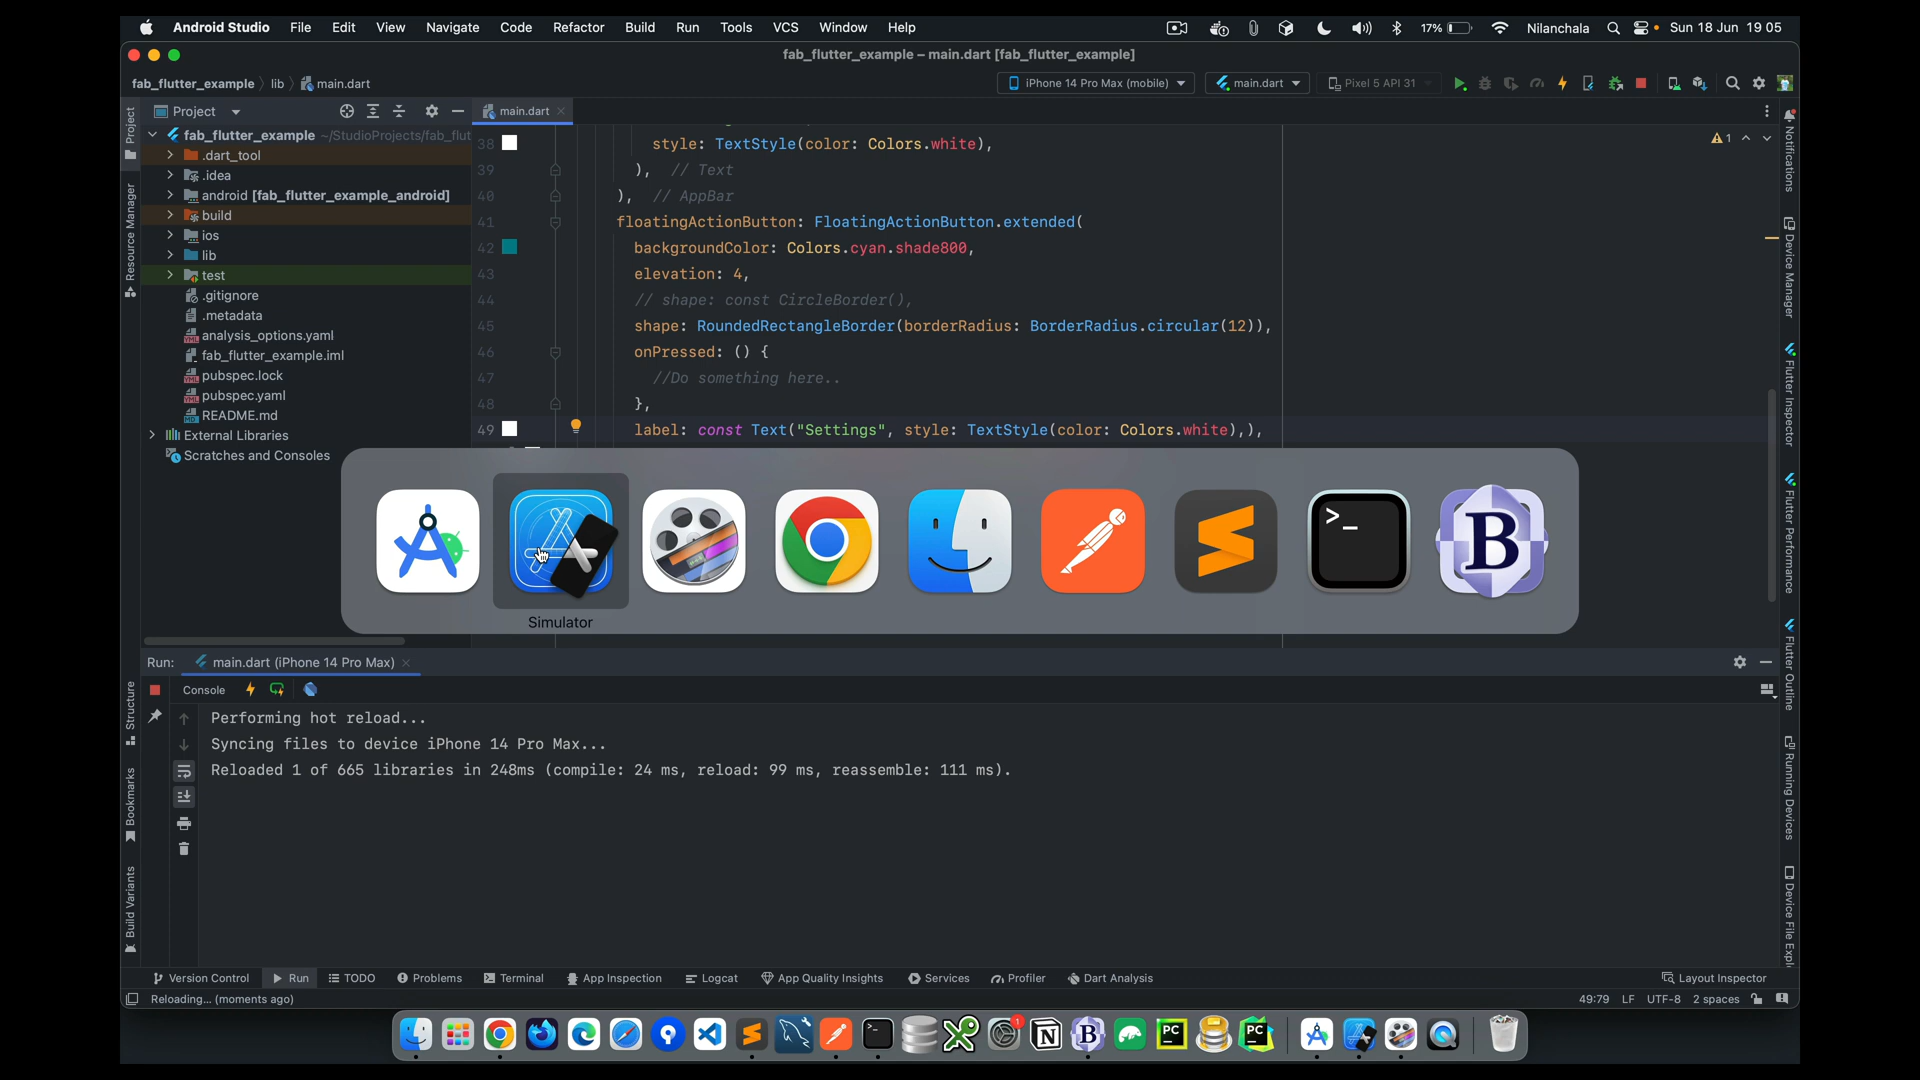 Android Studio File Edit View Navigate Code Refactor Build Run Tools VCS Window Help 17% Nilanchala Sun 18 Jun 19 05
fab_flutter_example – main.dart [fab_flutter_example]
fab_flutter_example lib main.dart iPhone 14 Pro Max (mobile) main.dart Pixel 5 API 31
Project main.dart
fab_flutter_example ~/StudioProjects/fab_flut
.dart_tool
.idea
android [fab_flutter_example_android]
build
ios
lib
test
.gitignore
.metadata
analysis_options.yaml
fab_flutter_example.iml
pubspec.lock
pubspec.yaml
README.md
External Libraries
Scratches and Consoles
38 style: TextStyle(color: Colors.white),
39 ), // Text
40 ), // AppBar
41 floatingActionButton: FloatingActionButton.extended(
42 backgroundColor: Colors.cyan.shade800,
43 elevation: 4,
44 // shape: const CircleBorder(),
45 shape: RoundedRectangleBorder(borderRadius: BorderRadius.circular(12)),
46 onPressed: () {
47 //Do something here..
48 },
49 label: const Text("Settings", style: TextStyle(color: Colors.white),),
1
Simulator
Run: main.dart (iPhone 14 Pro Max)
Console
Performing hot reload...
Syncing files to device iPhone 14 Pro Max...
Reloaded 1 of 665 libraries in 248ms (compile: 24 ms, reload: 99 ms, reassemble: 111 ms).
Project
Resource Manager
Structure
Bookmarks
Build Variants
Notifications
Device Manager
Flutter Inspector
Flutter Performance
Flutter Outline
Running Devices
Device File Expl
Version Control Run TODO Problems Terminal App Inspection Logcat App Quality Insights Services Profiler Dart Analysis Layout Inspector
Reloading... (moments ago) 49:79 LF UTF-8 2 spaces